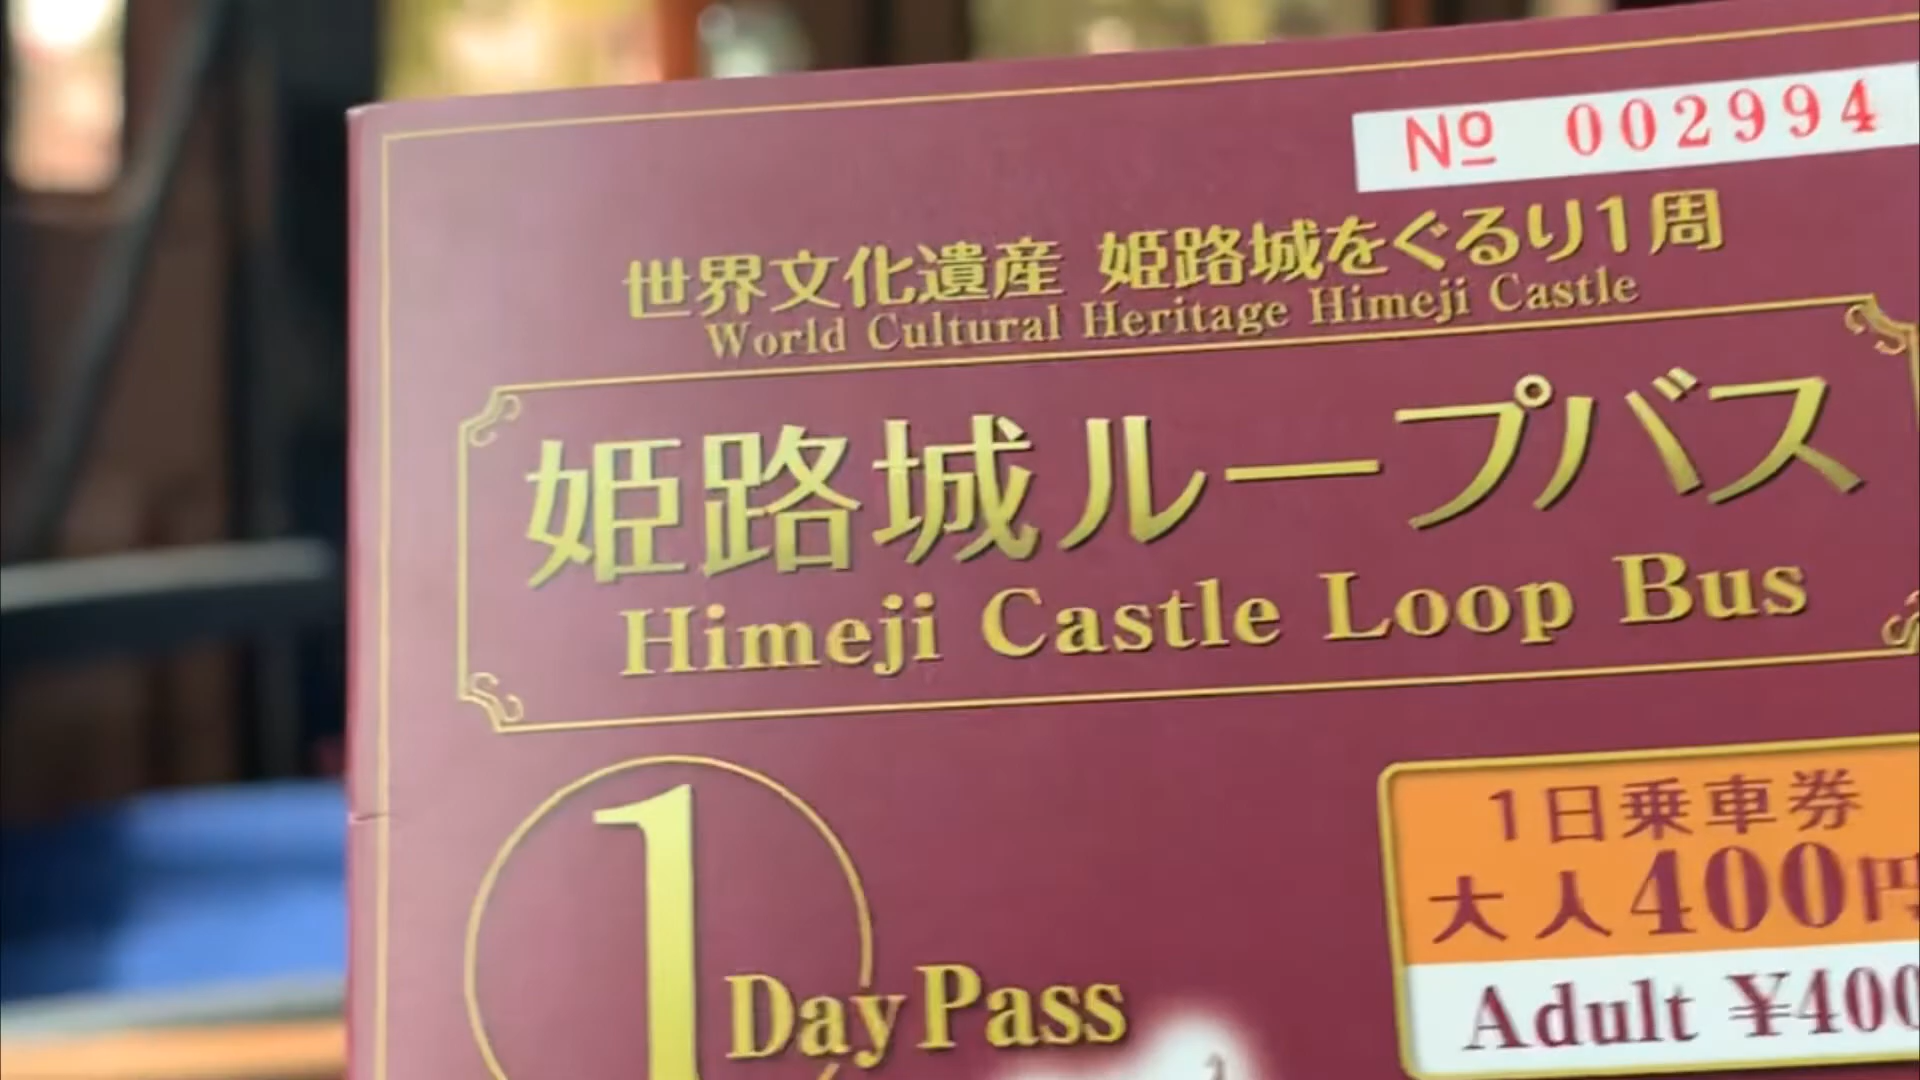 Nº 002994
世界文化遺産 姫路城をぐるり1周
World Cultural Heritage Himeji Castle
姫路城ループバス
Himeji Castle Loop Bus
1 Day Pass
1日乗車券
大人400円
Adult ¥400